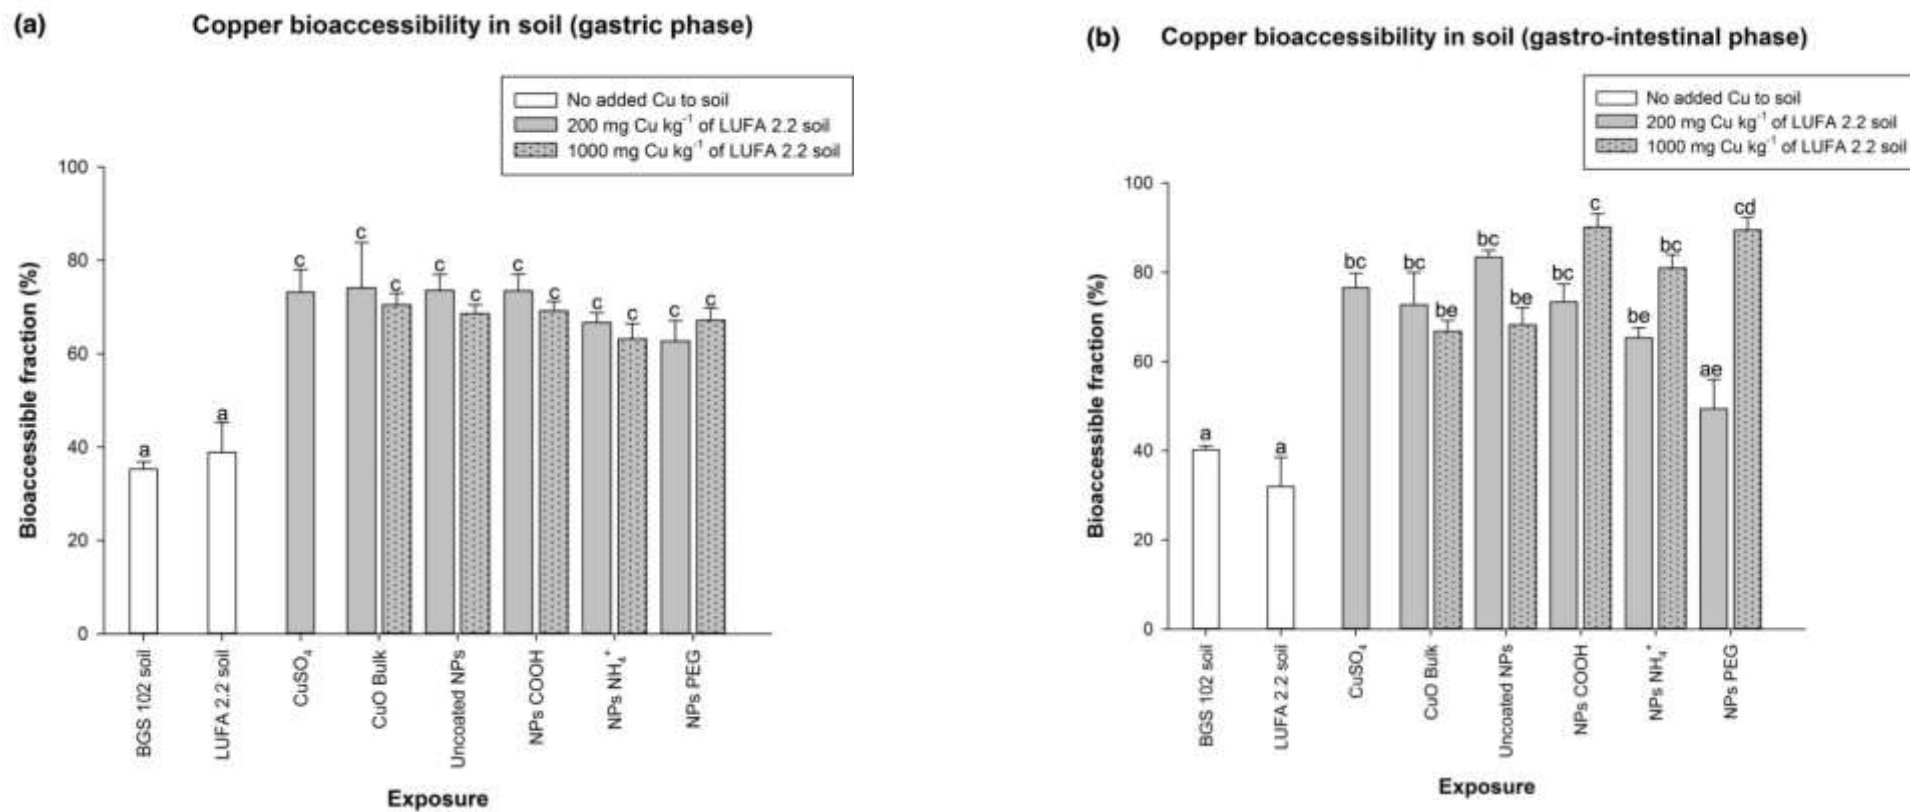 (a) Copper bioaccessibility in soil (gastric phase)
No added Cu to soil
200 mg Cu kg⁻¹ of LUFA 2.2 soil
1000 mg Cu kg⁻¹ of LUFA 2.2 soil
Bioaccessible fraction (%)
100
80
60
40
20
0
a
a
c
c
c
c
c
c
c
c
c
c
c
BGS 102 soil
LUFA 2.2 soil
CuSO₄
CuO Bulk
Uncoated NPs
NPs COOH
NPs NH₄⁺
NPs PEG
Exposure
(b) Copper bioaccessibility in soil (gastro-intestinal phase)
No added Cu to soil
200 mg Cu kg⁻¹ of LUFA 2.2 soil
1000 mg Cu kg⁻¹ of LUFA 2.2 soil
Bioaccessible fraction (%)
100
80
60
40
20
0
a
a
bc
bc
be
bc
be
bc
c
be
bc
ae
cd
BGS 102 soil
LUFA 2.2 soil
CuSO₄
CuO Bulk
Uncoated NPs
NPs COOH
NPs NH₄⁺
NPs PEG
Exposure